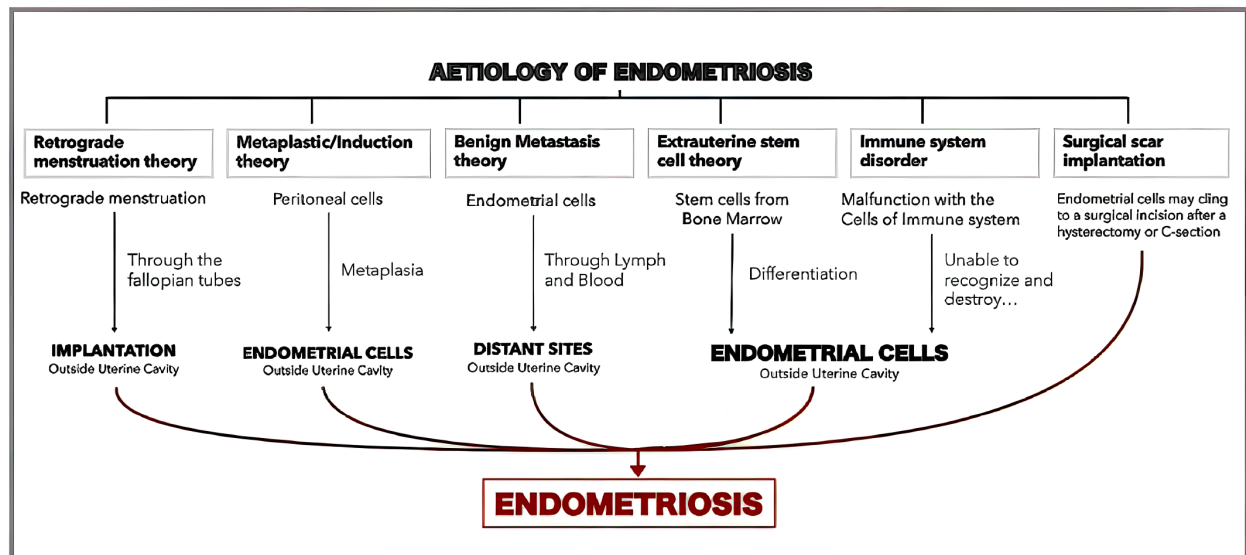 AETIOLOGY OF ENDOMETRIOSIS
Retrograde
menstruation theory
Metaplastic/Induction
theory
Benign Metastasis
theory
Extrauterine stem
cell theory
Immune system
disorder
Surgical scar
implantation
Retrograde menstruation
Peritoneal cells
Endometrial cells
Stem cells from
Bone Marrow
Malfunction with the
Cells of Immune system
Endometrial cells may cling
to a surgical incision after a
hysterectomy or C-section
Through the
fallopian tubes
Metaplasia
Through Lymph
and Blood
Differentiation
Unable to
recognize and
destroy...
IMPLANTATION
Outside Uterine Cavity
ENDOMETRIAL CELLS
Outside Uterine Cavity
DISTANT SITES
Outside Uterine Cavity
ENDOMETRIAL CELLS
Outside Uterine Cavity
ENDOMETRIOSIS